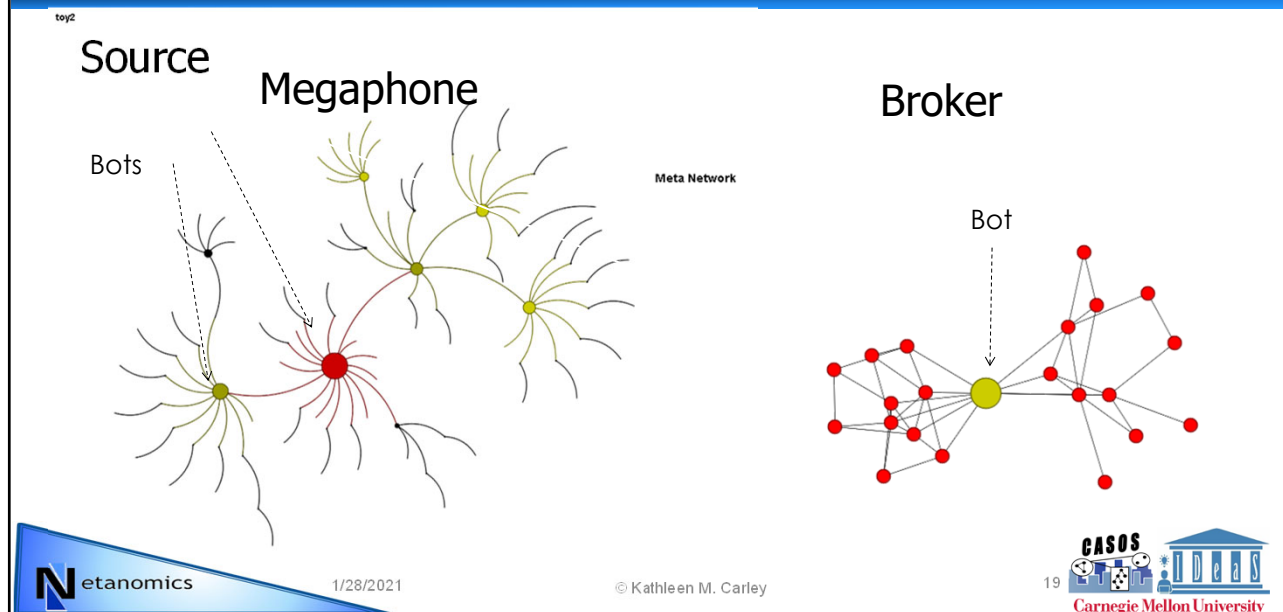 toy2
Source
Megaphone
Broker
Bots
Meta Network
Bot
Netanomics
1/28/2021
© Kathleen M. Carley
19
CASOS
IDeaS
Carnegie Mellon University